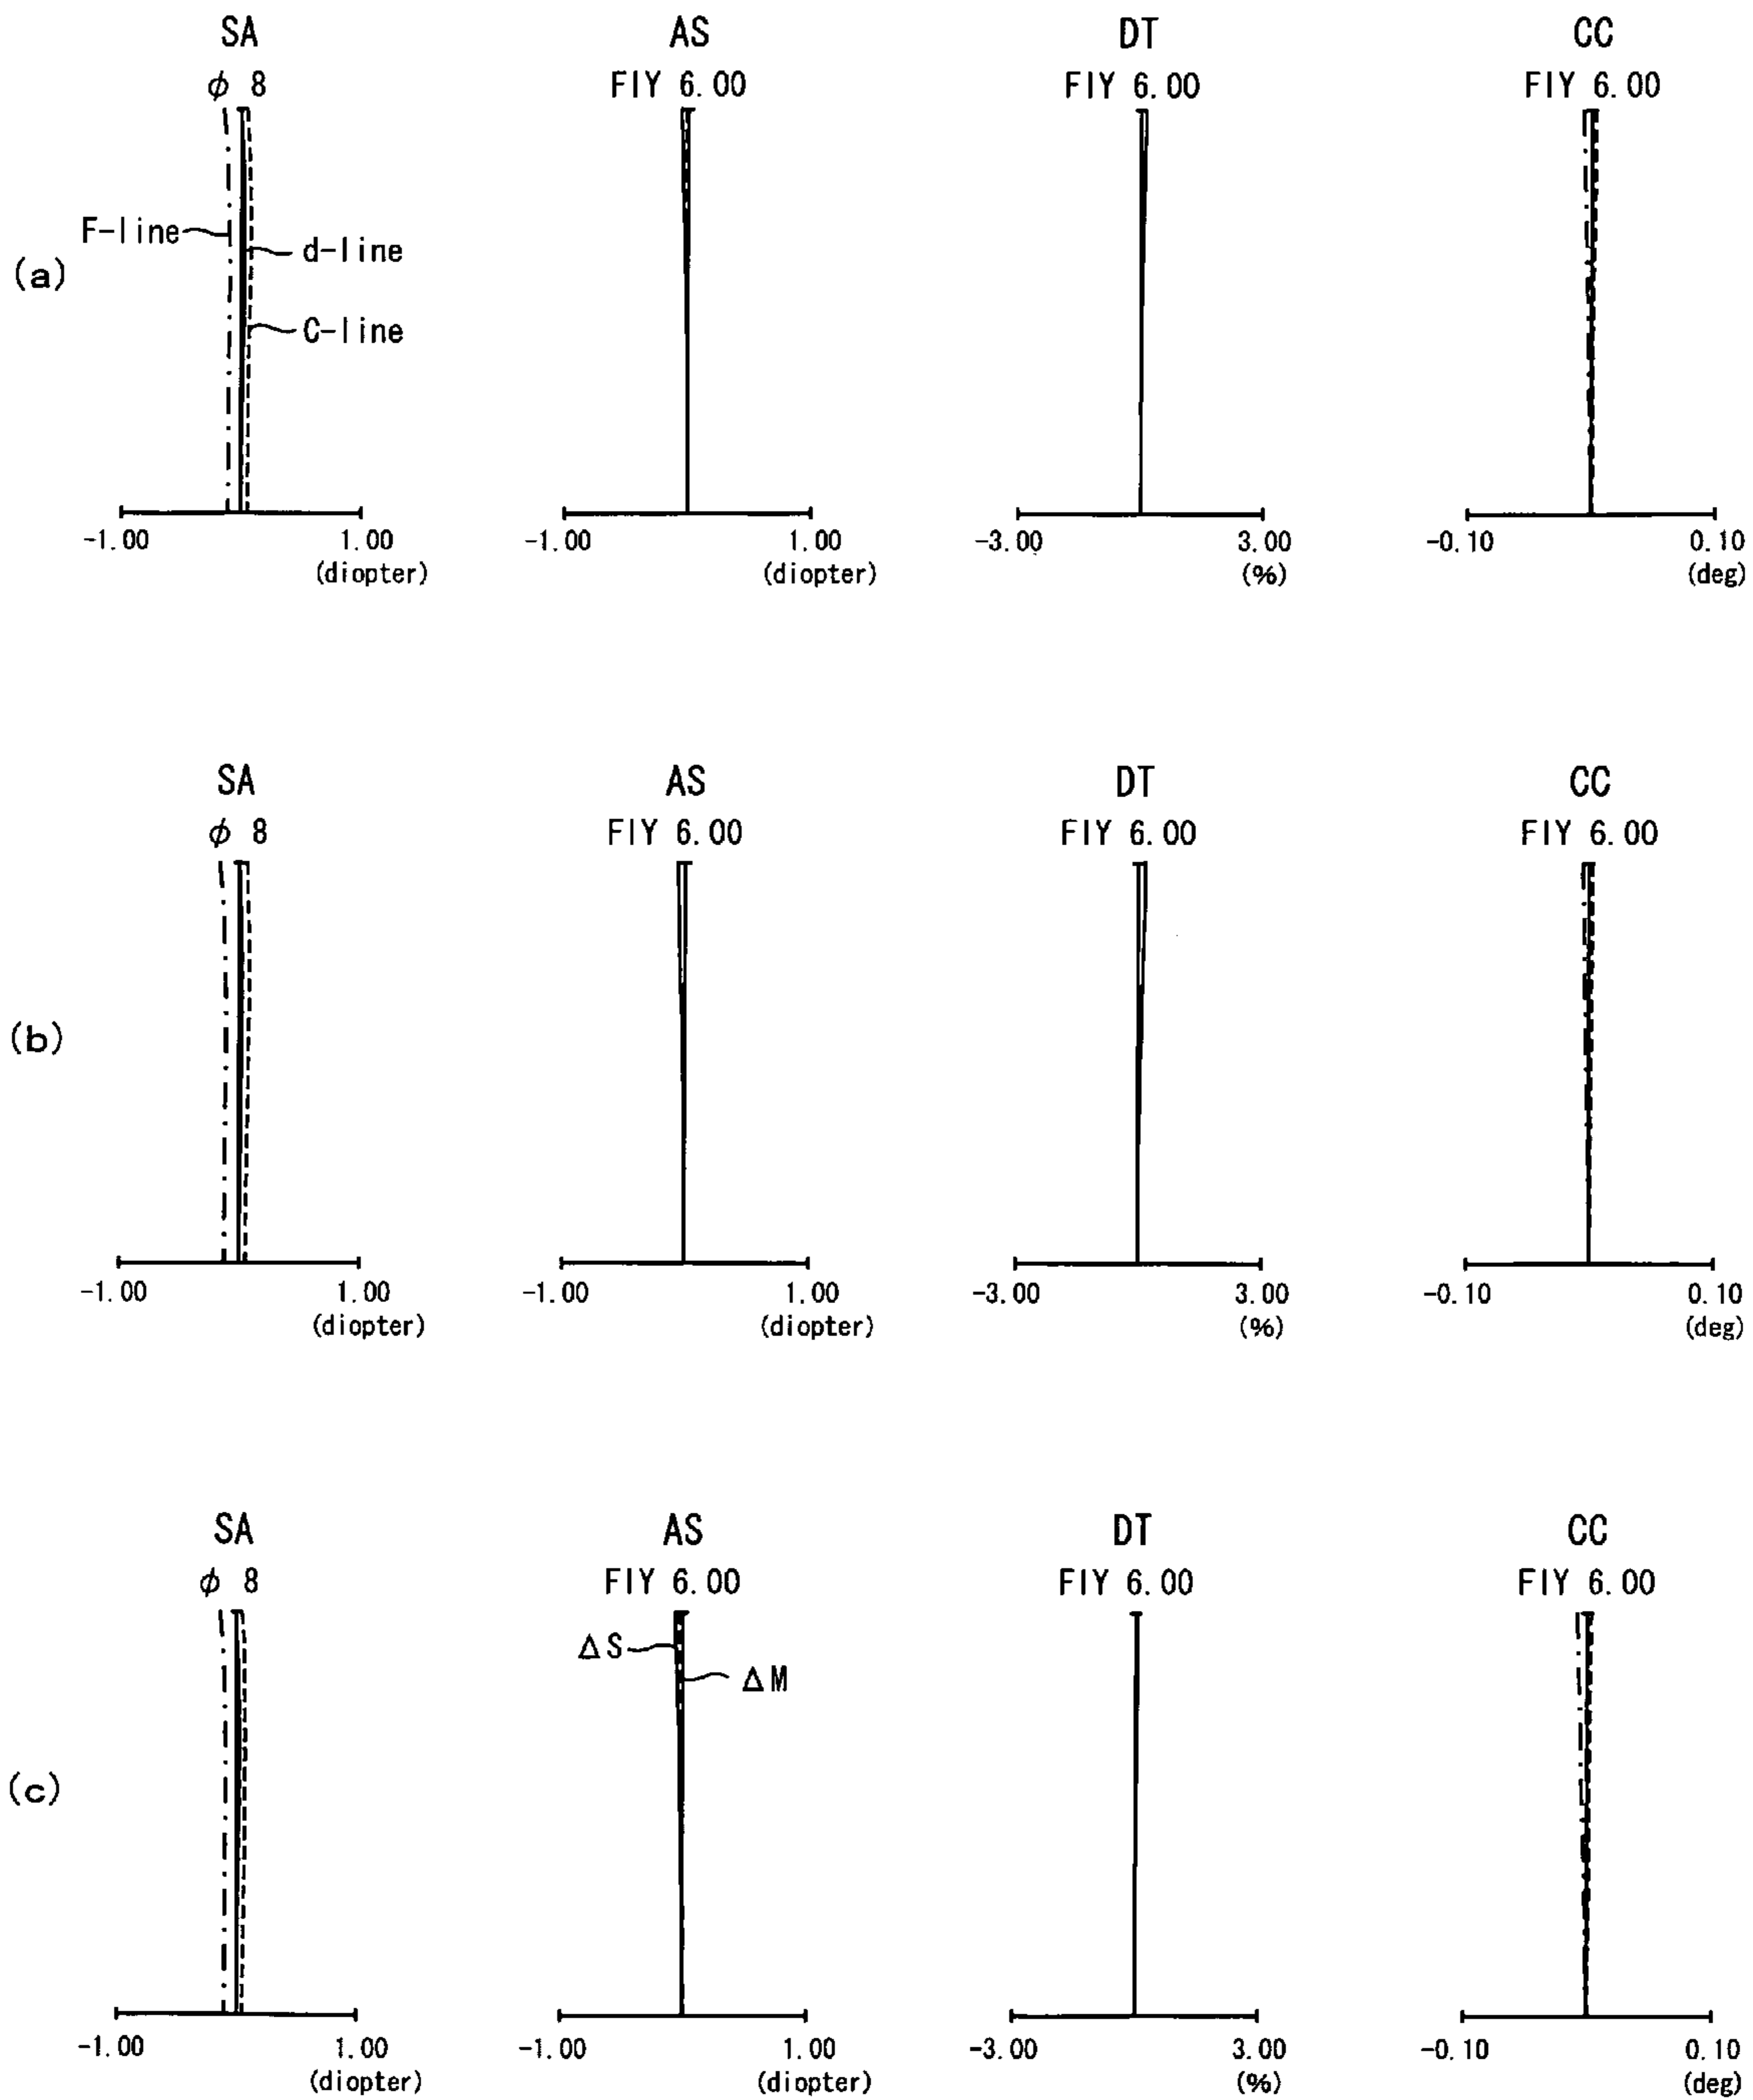 SA AS DT CC
φ 8 FIY 6.00 FIY 6.00 FIY 6.00
F-line
d-line
(a)
C-line
-1.00 1.00 -1.00 1.00 -3.00 3.00 -0.10 0.10
(diopter) (diopter) (%) (deg)
SA AS DT CC
φ 8 FIY 6.00 FIY 6.00 FIY 6.00
(b)
-1.00 1.00 -1.00 1.00 -3.00 3.00 -0.10 0.10
(diopter) (diopter) (%) (deg)
SA AS DT CC
φ 8 FIY 6.00 FIY 6.00 FIY 6.00
ΔS
ΔM
(c)
-1.00 1.00 -1.00 1.00 -3.00 3.00 -0.10 0.10
(diopter) (diopter) (%) (deg)